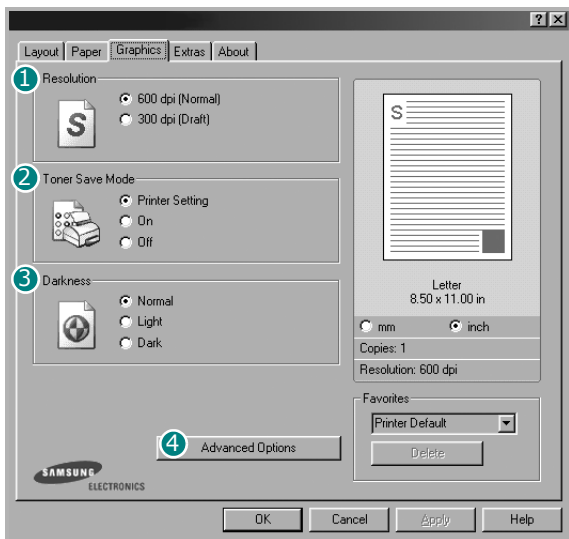 ? X
Layout Paper Graphics Extras About
1 Resolution
600 dpi (Normal)
300 dpi (Draft)
S
2 Toner Save Mode
Printer Setting
On
Off
3 Darkness
Normal
Light
Dark
4 Advanced Options
SAMSUNG
ELECTRONICS
S
Letter
8.50 x 11.00 in
mm inch
Copies: 1
Resolution: 600 dpi
Favorites
Printer Default
Delete
OK Cancel Apply Help